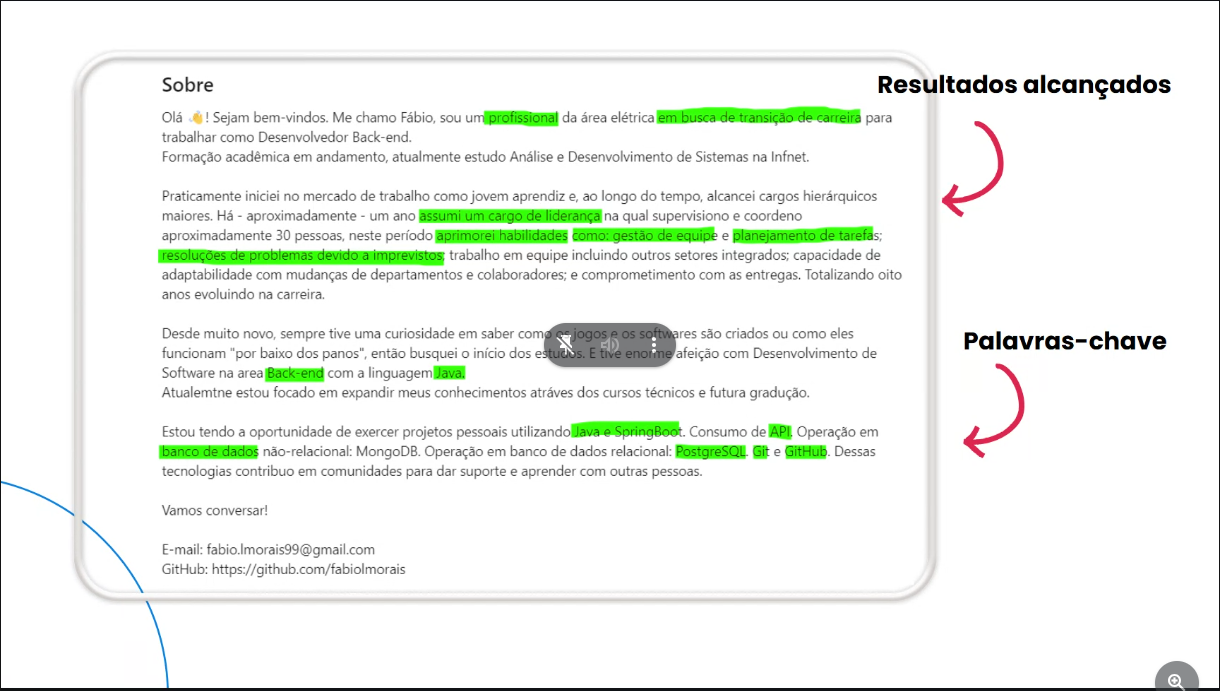 Resultados alcançados
Sobre
Olá 👋! Sejam bem-vindos. Me chamo Fábio, sou um profissional da área elétrica em busca de transição de carreira para
trabalhar como Desenvolvedor Back-end.
Formação acadêmica em andamento, atualmente estudo Análise e Desenvolvimento de Sistemas na Infnet.
Praticamente iniciei no mercado de trabalho como jovem aprendiz e, ao longo do tempo, alcancei cargos hierárquicos
maiores. Há - aproximadamente - um ano assumi um cargo de liderança na qual supervisiono e coordeno
aproximadamente 30 pessoas, neste período aprimorei habilidades como: gestão de equipe e planejamento de tarefas;
resoluções de problemas devido a imprevistos; trabalho em equipe incluindo outros setores integrados; capacidade de
adaptabilidade com mudanças de departamentos e colaboradores; e comprometimento com as entregas. Totalizando oito
anos evoluindo na carreira.
Desde muito novo, sempre tive uma curiosidade em saber como os jogos e os softwares são criados ou como eles
funcionam "por baixo dos panos", então busquei o início dos estudos. E tive enorme afeição com Desenvolvimento de
Software na area Back-end com a linguagem Java.
Atualemtne estou focado em expandir meus conhecimentos atráves dos cursos técnicos e futura gradução.
Palavras-chave
Estou tendo a oportunidade de exercer projetos pessoais utilizando Java e SpringBoot. Consumo de API. Operação em
banco de dados não-relacional: MongoDB. Operação em banco de dados relacional: PostgreSQL. Git e GitHub. Dessas
tecnologias contribuo em comunidades para dar suporte e aprender com outras pessoas.
Vamos conversar!
E-mail: fabio.lmorais99@gmail.com
GitHub: https://github.com/fabiolmorais